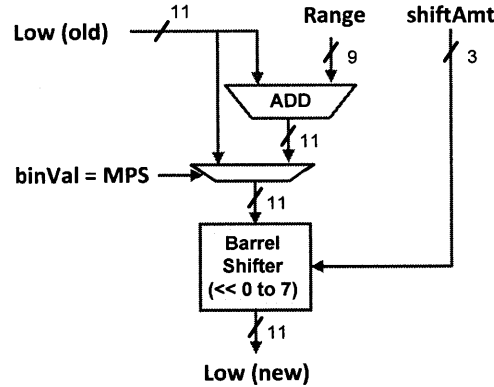 Low (old)
11
Range
shiftAmt
9
3
ADD
11
binVal = MPS
11
Barrel
Shifter
(<< 0 to 7)
11
Low (new)